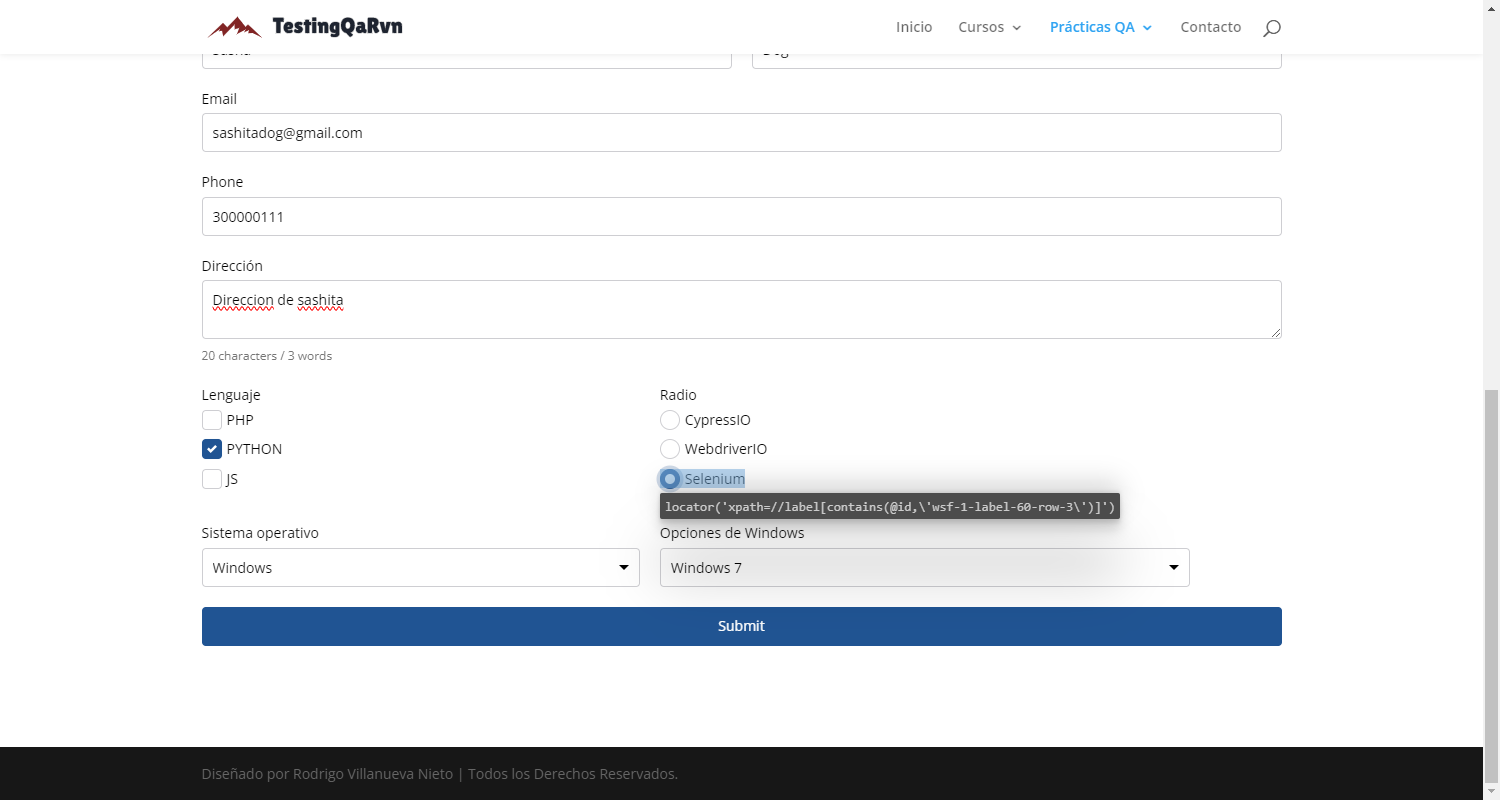 TestingQaRvn
Inicio Cursos Prácticas QA Contacto
Email
sashitadog@gmail.com
Phone
300000111
Dirección
Direccion de sashita
20 characters / 3 words
Lenguaje
PHP
PYTHON
JS
Radio
CypressIO
WebdriverIO
Selenium
locator('xpath=//label[contains(@id,\'wsf-1-label-60-row-3\')]')
Sistema operativo
Windows
Opciones de Windows
Windows 7
Submit
Diseñado por Rodrigo Villanueva Nieto | Todos los Derechos Reservados.